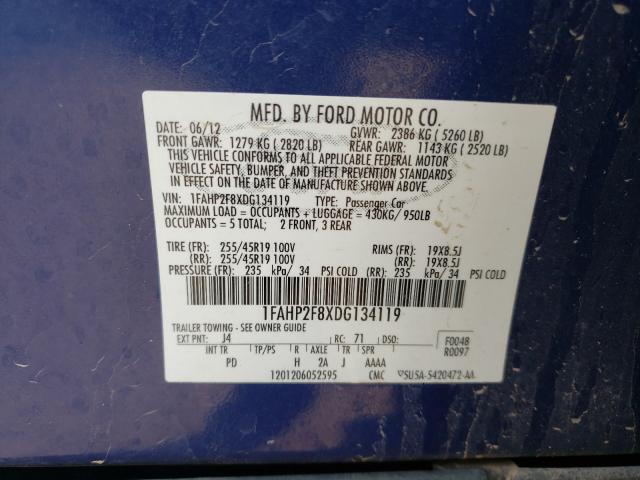 MFD. BY FORD MOTOR CO.
DATE: 06/12 GVWR: 2386 KG ( 5260 LB)
FRONT GAWR: 1279 KG ( 2820 LB) REAR GAWR: 1143 KG ( 2520 LB)
THIS VEHICLE CONFORMS TO ALL APPLICABLE FEDERAL MOTOR
VEHICLE SAFETY, BUMPER, AND THEFT PREVENTION STANDARDS
IN EFFECT ON THE DATE OF MANUFACTURE SHOWN ABOVE.
VIN: 1FAHP2F8XDG134119 TYPE: Passenger Car
MAXIMUM LOAD = OCCUPANTS + LUGGAGE = 430KG/ 950LB
OCCUPANTS = 5 TOTAL; 2 FRONT, 3 REAR
TIRE (FR): 255/45R19 100V RIMS (FR): 19X8.5J
(RR): 255/45R19 100V (RR): 19X8.5J
PRESSURE (FR): 235 kPa/ 34 PSI COLD (RR): 235 kPa/ 34 PSI COLD
1FAHP2F8XDG134119
TRAILER TOWING - SEE OWNER GUIDE
EXT PNT: J4 RC: 71 DSO: F0048
INT TR TP/PS R AXLE TR SPR R0097
PD H 2A J AAAA
1201206052595 CMC 5U5A-5420472-AA